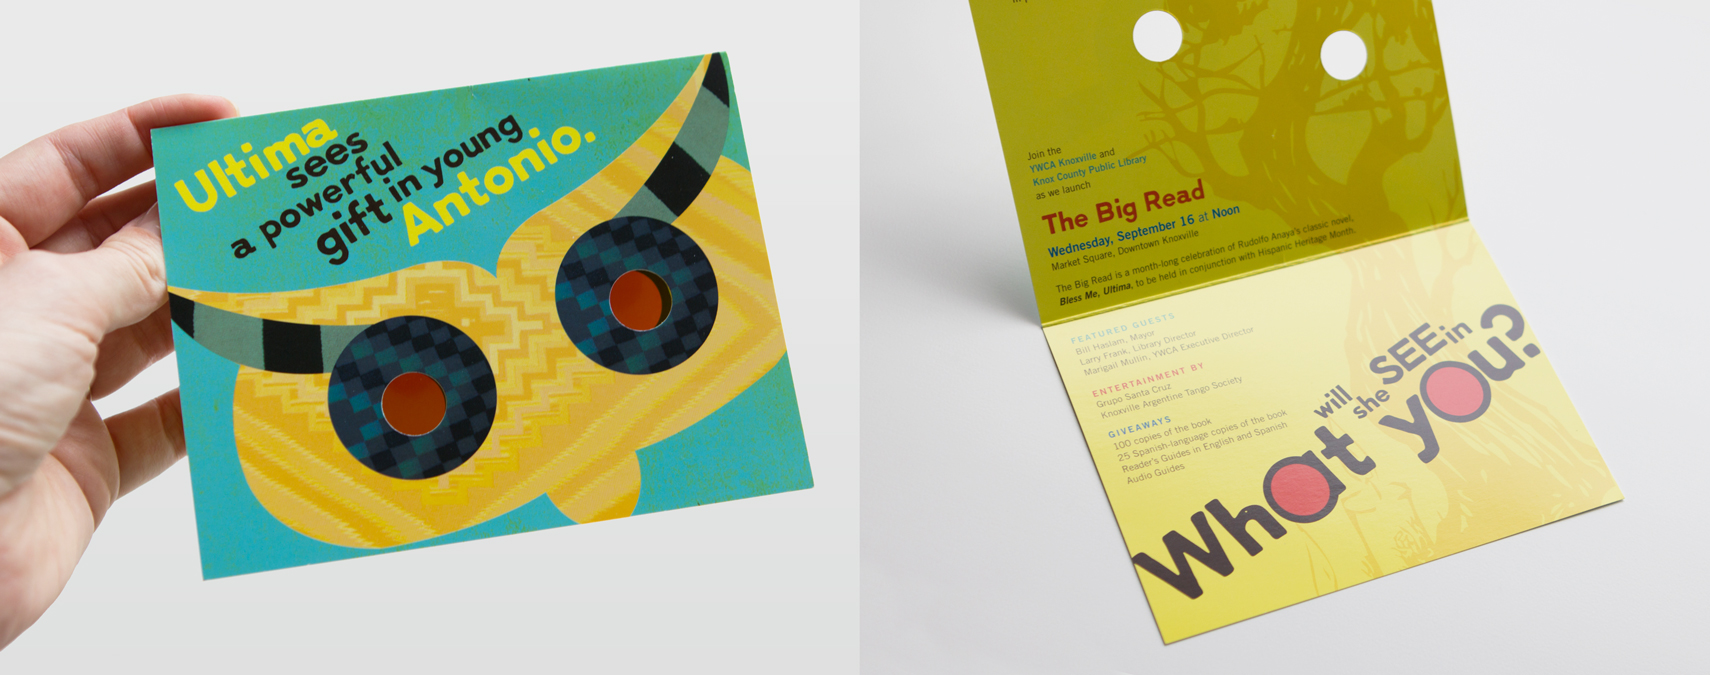 Ultima
sees
a powerful
gift in young
Antonio.
Join the
YWCA Knoxville and
Knox County Public Library
as we launch
The Big Read
Wednesday, September 16 at Noon
Market Square, Downtown Knoxville
The Big Read is a month-long celebration of Rudolfo Anaya's classic novel,
Bless Me, Ultima, to be held in conjunction with Hispanic Heritage Month.
FEATURED GUESTS
Bill Haslam, Mayor
Larry Frank, Library Director
Marigail Mullin, YWCA Executive Director
ENTERTAINMENT BY
Grupo Santa Cruz
Knoxville Argentine Tango Society
GIVEAWAYS
100 copies of the book
25 Spanish-language copies of the book
Reader's Guides in English and Spanish
Audio Guides
What
will
she
SEE in
you?